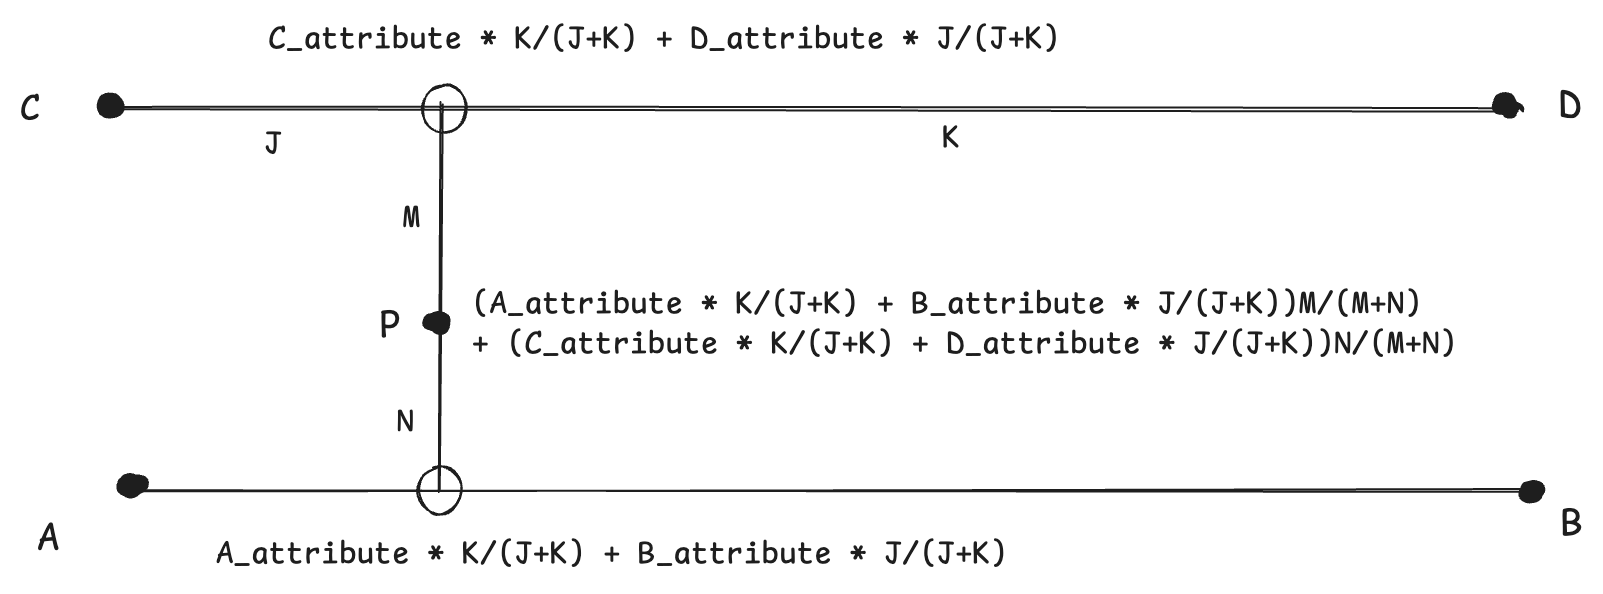 C_attribute * K/(J+K) + D_attribute * J/(J+K)
C
D
J
K
M
P
(A_attribute * K/(J+K) + B_attribute * J/(J+K))M/(M+N)
+ (C_attribute * K/(J+K) + D_attribute * J/(J+K))N/(M+N)
N
A
B
A_attribute * K/(J+K) + B_attribute * J/(J+K)